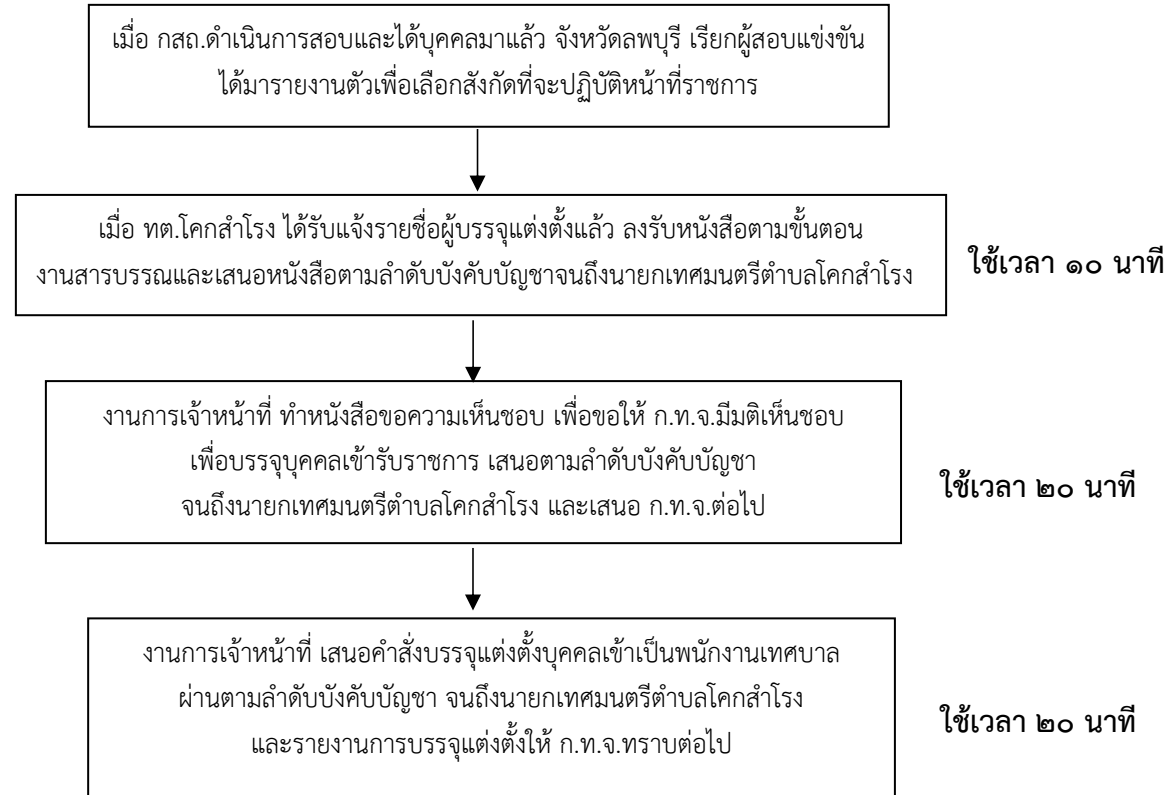 เมื่อ กสถ.ดำเนินการสอบและได้บุคคลมาแล้ว จังหวัดลพบุรี เรียกผู้สอบแข่งขัน
ได้มารายงานตัวเพื่อเลือกสังกัดที่จะปฏิบัติหน้าที่ราชการ
เมื่อ ทต.โคกสำโรง ได้รับแจ้งรายชื่อผู้บรรจุแต่งตั้งแล้ว ลงรับหนังสือตามขั้นตอน
งานสารบรรณและเสนอหนังสือตามลำดับบังคับบัญชาจนถึงนายกเทศมนตรีตำบลโคกสำโรง
ใช้เวลา ๑๐ นาที
งานการเจ้าหน้าที่ ทำหนังสือขอความเห็นชอบ เพื่อขอให้ ก.ท.จ.มีมติเห็นชอบ
เพื่อบรรจุบุคคลเข้ารับราชการ เสนอตามลำดับบังคับบัญชา
จนถึงนายกเทศมนตรีตำบลโคกสำโรง และเสนอ ก.ท.จ.ต่อไป
ใช้เวลา ๒๐ นาที
งานการเจ้าหน้าที่ เสนอคำสั่งบรรจุแต่งตั้งบุคคลเข้าเป็นพนักงานเทศบาล
ผ่านตามลำดับบังคับบัญชา จนถึงนายกเทศมนตรีตำบลโคกสำโรง
และรายงานการบรรจุแต่งตั้งให้ ก.ท.จ.ทราบต่อไป
ใช้เวลา ๒๐ นาที